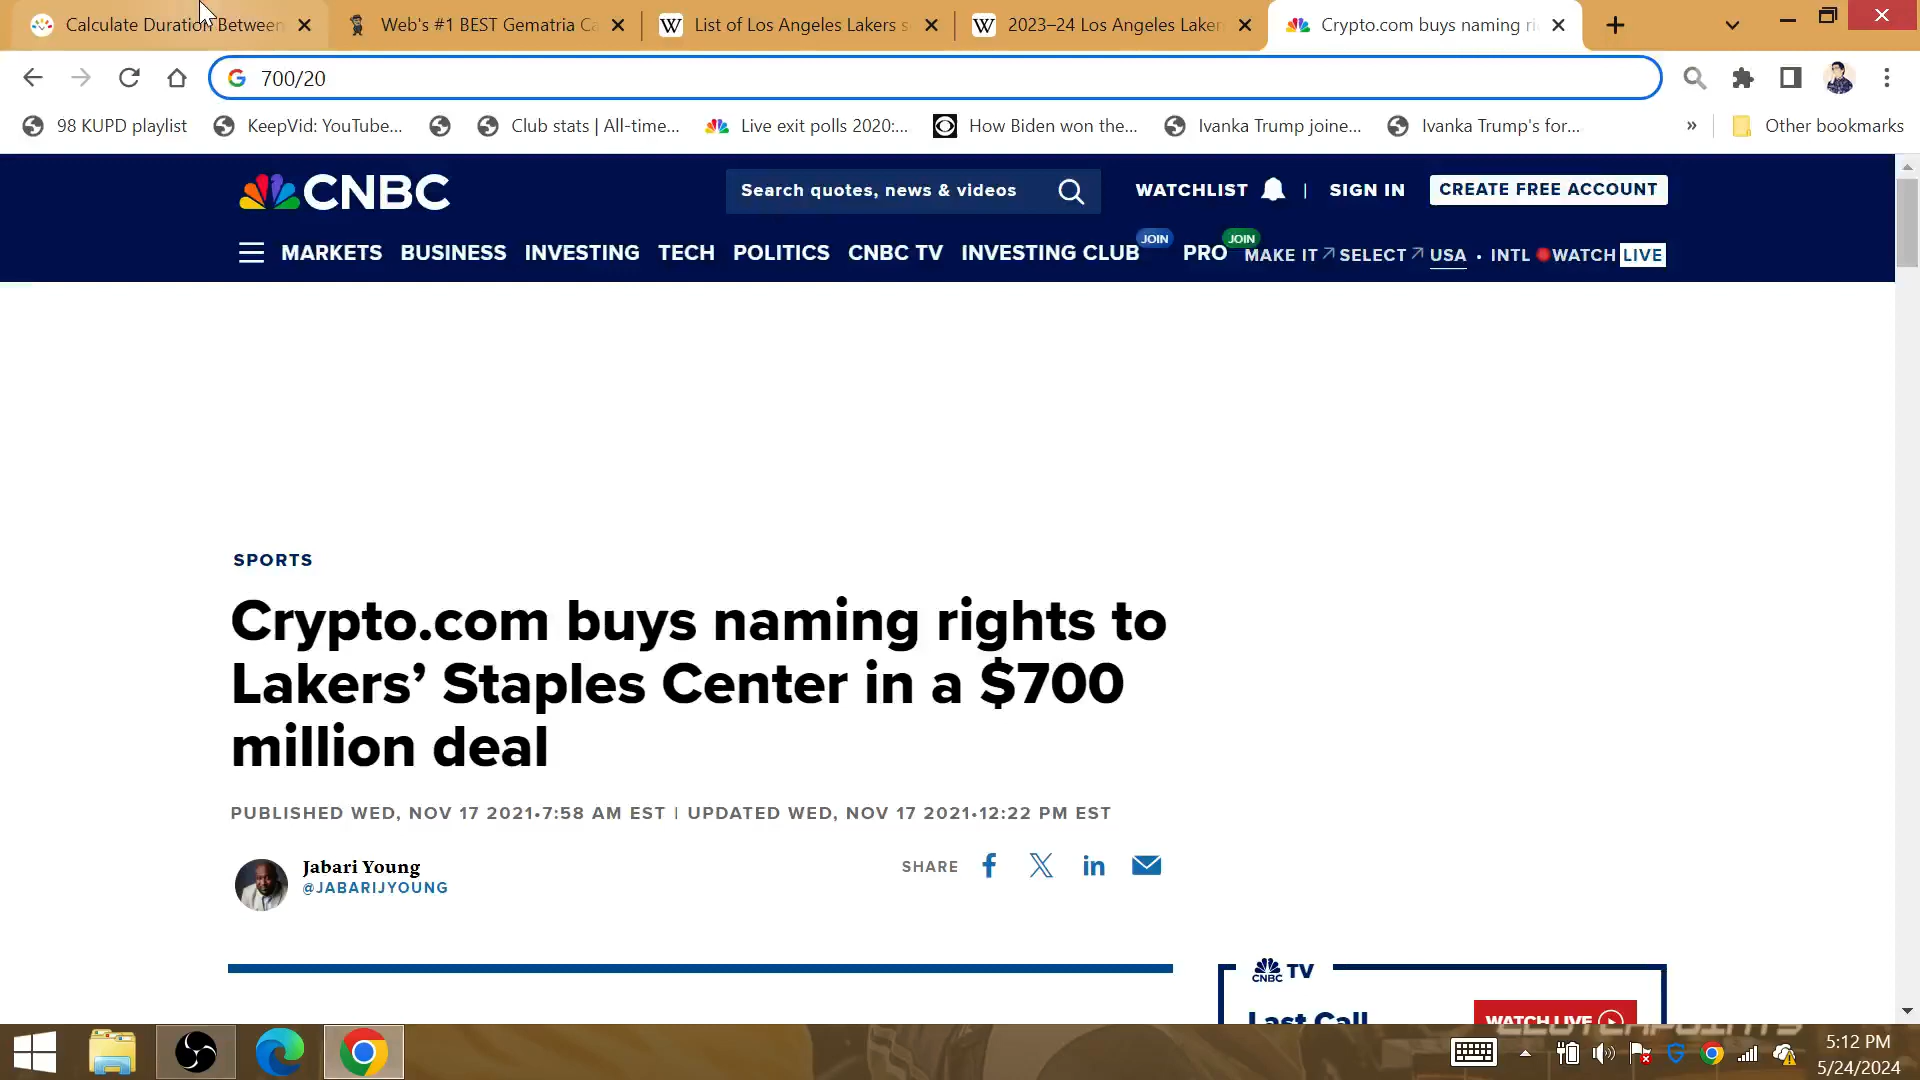 Calculate Duration Between
Web's #1 BEST Gematria Ca
List of Los Angeles Lakers s
2023–24 Los Angeles Laker
Crypto.com buys naming ri
700/20
98 KUPD playlist
KeepVid: YouTube...
Club stats | All-time...
Live exit polls 2020:...
How Biden won the...
Ivanka Trump joine...
Ivanka Trump's for...
»
Other bookmarks
CNBC
Search quotes, news & videos
WATCHLIST
|
SIGN IN
CREATE FREE ACCOUNT
MARKETS
BUSINESS
INVESTING
TECH
POLITICS
CNBC TV
INVESTING CLUB
JOIN
PRO
JOIN
MAKE IT
SELECT
USA • INTL
WATCH LIVE
SPORTS
Crypto.com buys naming rights to
Lakers’ Staples Center in a $700
million deal
PUBLISHED WED, NOV 17 2021•7:58 AM EST | UPDATED WED, NOV 17 2021•12:22 PM EST
Jabari Young
@JABARIJYOUNG
SHARE
CNBC TV
Last Call
WATCH LIVE
CLUTCHPOINTS
5:12 PM
5/24/2024